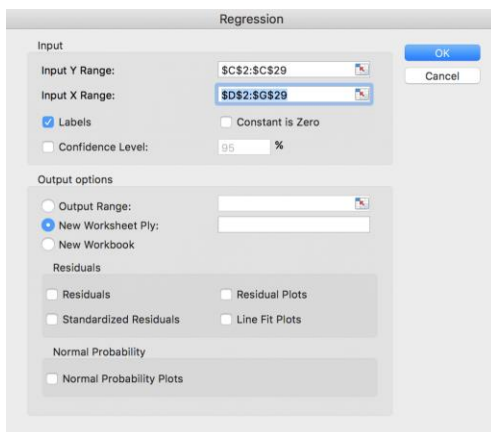 Regression
Input
OK
Input Y Range: $C$2:$C$29
Cancel
Input X Range: $D$2:$G$29
Labels Constant is Zero
Confidence Level: 95 %
Output options
Output Range:
New Worksheet Ply:
New Workbook
Residuals
Residuals Residual Plots
Standardized Residuals Line Fit Plots
Normal Probability
Normal Probability Plots